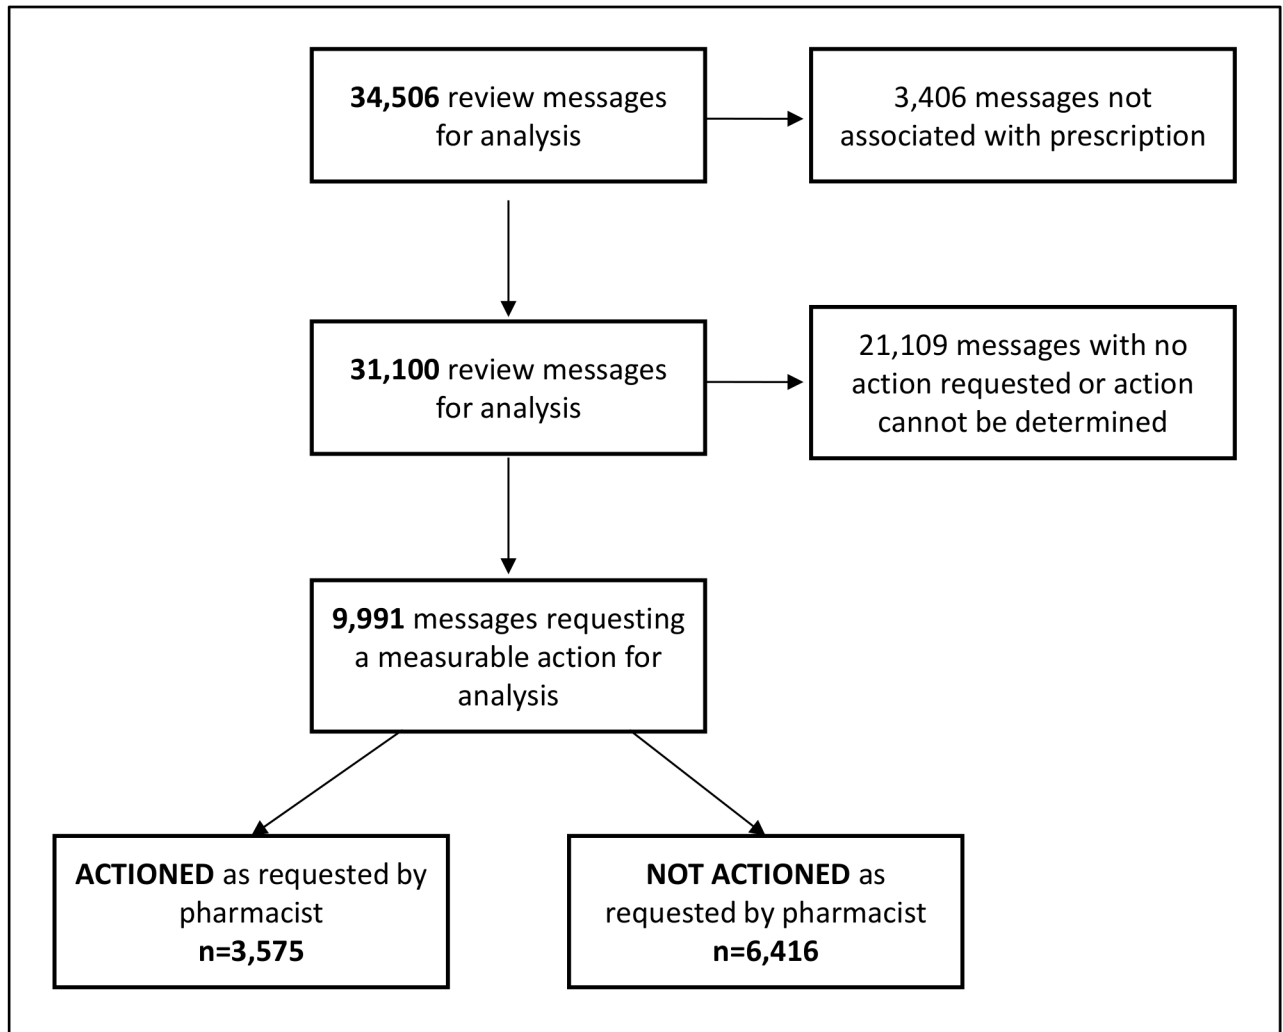 34,506 review messages
for analysis
3,406 messages not
associated with prescription
31,100 review messages
for analysis
21,109 messages with no
action requested or action
cannot be determined
9,991 messages requesting
a measurable action for
analysis
ACTIONED as requested by
pharmacist
n=3,575
NOT ACTIONED as
requested by pharmacist
n=6,416